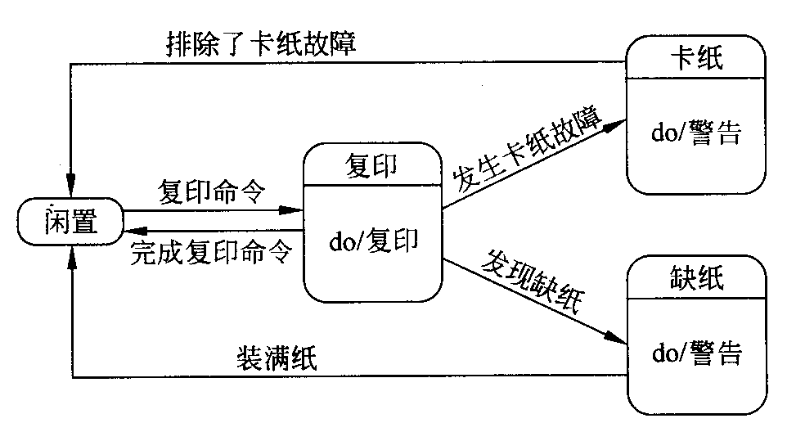 排除了卡纸故障
卡纸
do/警告
发生卡纸故障
复印
do/复印
复印命令
闲置
完成复印命令
发现缺纸
缺纸
do/警告
装满纸